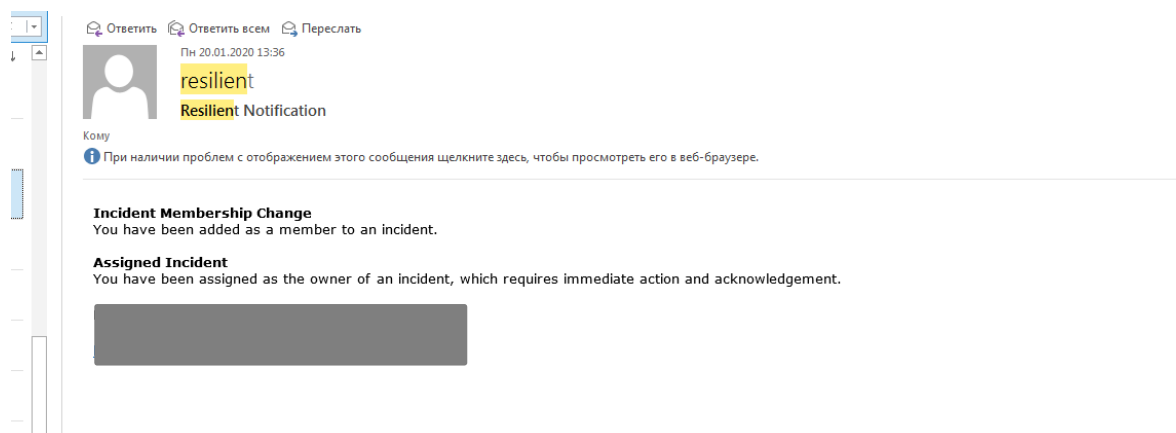 Ответить Ответить всем Переслать
Пн 20.01.2020 13:36
resilient
Resilient Notification
Кому
При наличии проблем с отображением этого сообщения щелкните здесь, чтобы просмотреть его в веб-браузере.
Incident Membership Change
You have been added as a member to an incident.
Assigned Incident
You have been assigned as the owner of an incident, which requires immediate action and acknowledgement.